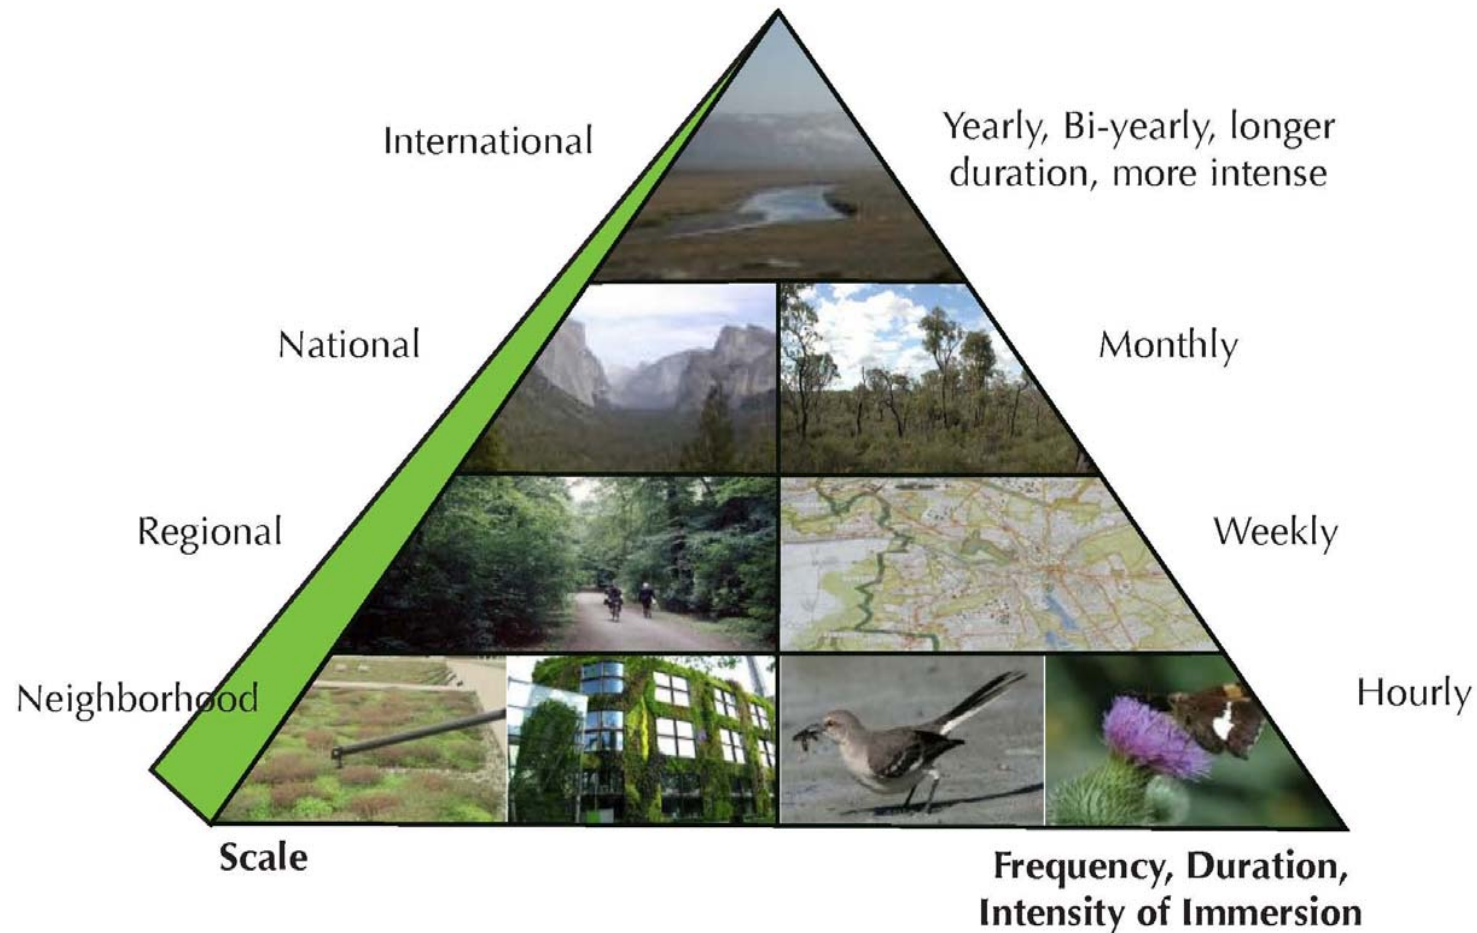 International
Yearly, Bi-yearly, longer
duration, more intense
National
Monthly
Regional
Weekly
Neighborhood
Hourly
Scale
Frequency, Duration,
Intensity of Immersion